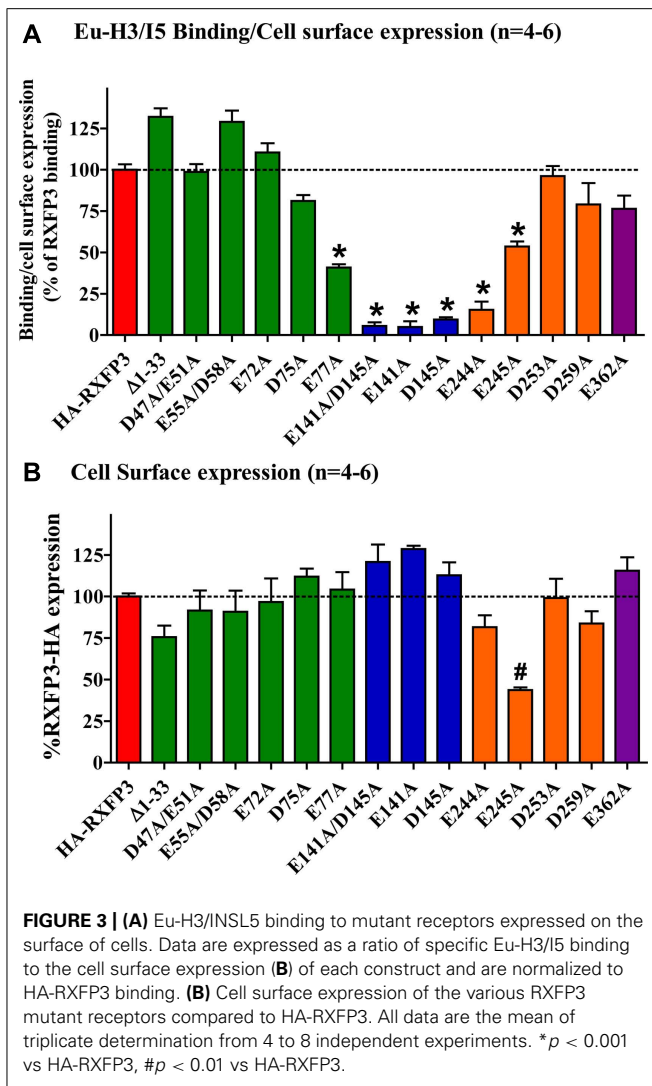 A Eu-H3/I5 Binding/Cell surface expression (n=4-6)
Binding/cell surface expression
(% of RXFP3 binding)
125
100
75
50
25
0
* * * * * *
HA-RXFP3
Δ1-33
D47A/E51A
E55A/D58A
E72A
D75A
E77A
E141A/D145A
E141A
D145A
E244A
E245A
D253A
D259A
E362A
B Cell Surface expression (n=4-6)
%RXFP3-HA expression
125
100
75
50
25
0
#
HA-RXFP3
Δ1-33
D47A/E51A
E55A/D58A
E72A
D75A
E77A
E141A/D145A
E141A
D145A
E244A
E245A
D253A
D259A
E362A
FIGURE 3 | (A) Eu-H3/INSL5 binding to mutant receptors expressed on the
surface of cells. Data are expressed as a ratio of specific Eu-H3/I5 binding
to the cell surface expression (B) of each construct and are normalized to
HA-RXFP3 binding. (B) Cell surface expression of the various RXFP3
mutant receptors compared to HA-RXFP3. All data are the mean of
triplicate determination from 4 to 8 independent experiments. *p < 0.001
vs HA-RXFP3, #p < 0.01 vs HA-RXFP3.